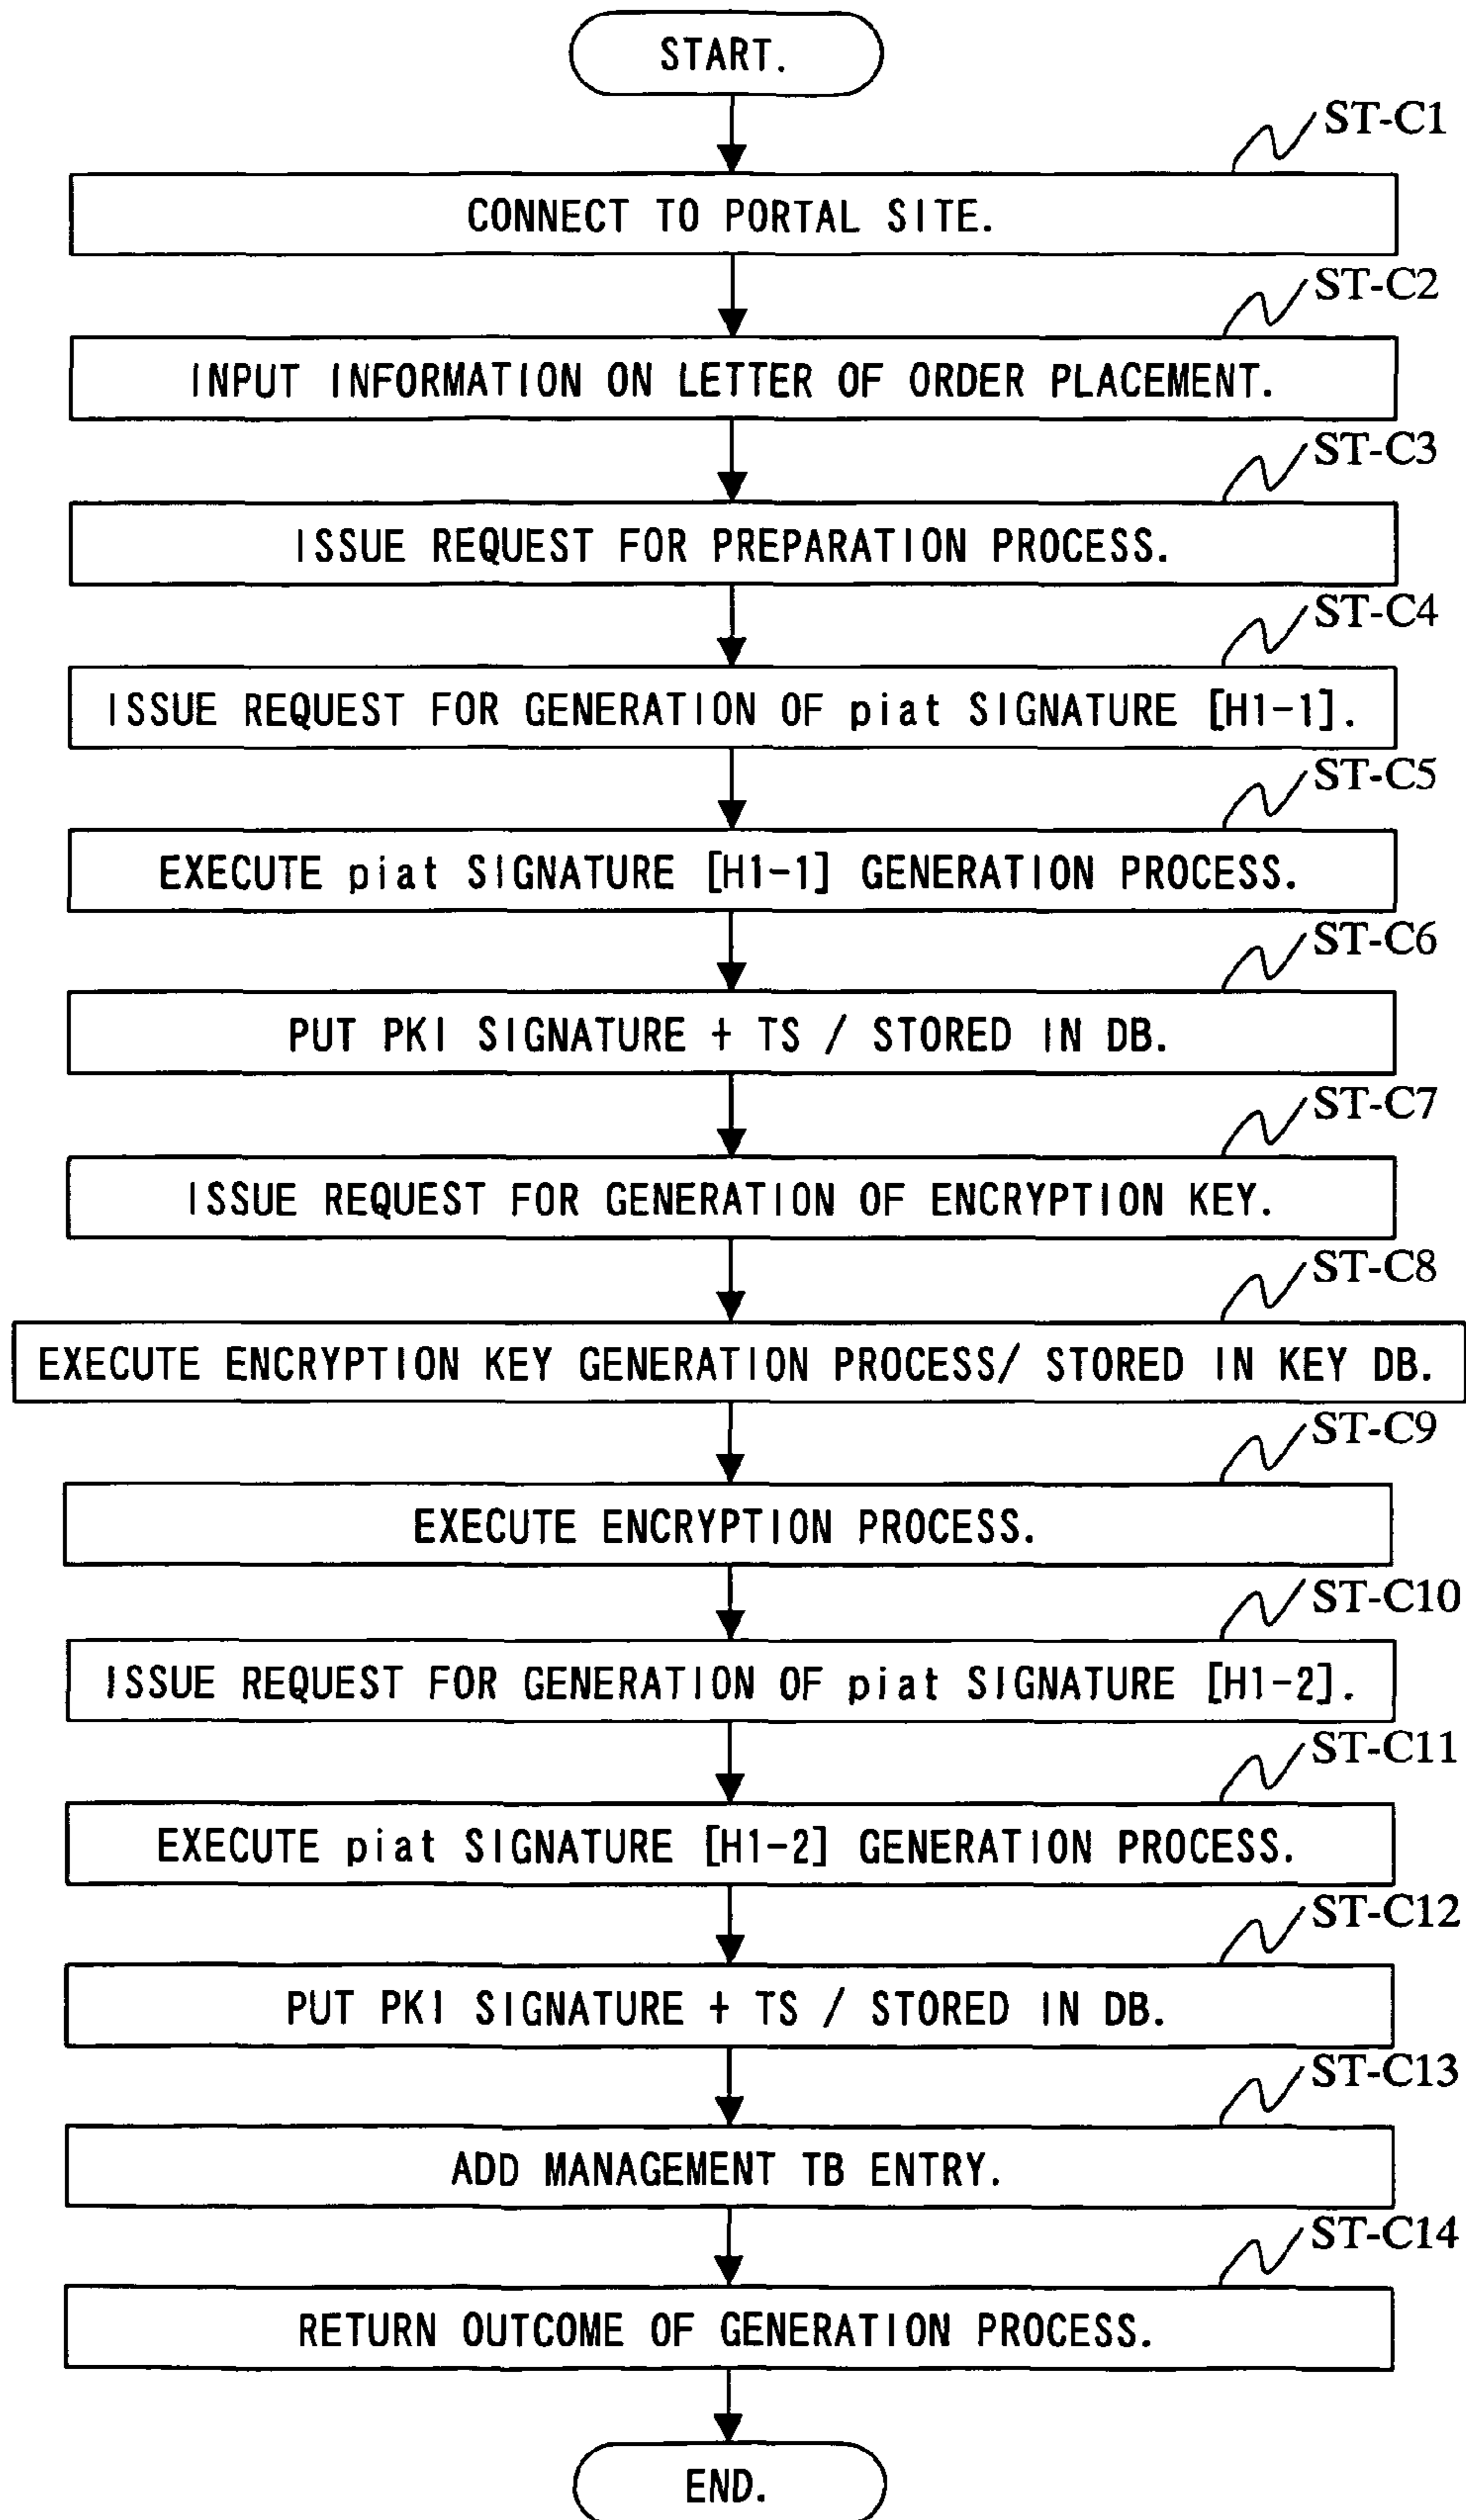 START.
ST-C1
CONNECT TO PORTAL SITE.
ST-C2
INPUT INFORMATION ON LETTER OF ORDER PLACEMENT.
ST-C3
ISSUE REQUEST FOR PREPARATION PROCESS.
ST-C4
ISSUE REQUEST FOR GENERATION OF piat SIGNATURE [H1-1].
ST-C5
EXECUTE piat SIGNATURE [H1-1] GENERATION PROCESS.
ST-C6
PUT PKI SIGNATURE + TS / STORED IN DB.
ST-C7
ISSUE REQUEST FOR GENERATION OF ENCRYPTION KEY.
ST-C8
EXECUTE ENCRYPTION KEY GENERATION PROCESS/ STORED IN KEY DB.
ST-C9
EXECUTE ENCRYPTION PROCESS.
ST-C10
ISSUE REQUEST FOR GENERATION OF piat SIGNATURE [H1-2].
ST-C11
EXECUTE piat SIGNATURE [H1-2] GENERATION PROCESS.
ST-C12
PUT PKI SIGNATURE + TS / STORED IN DB.
ST-C13
ADD MANAGEMENT TB ENTRY.
ST-C14
RETURN OUTCOME OF GENERATION PROCESS.
END.